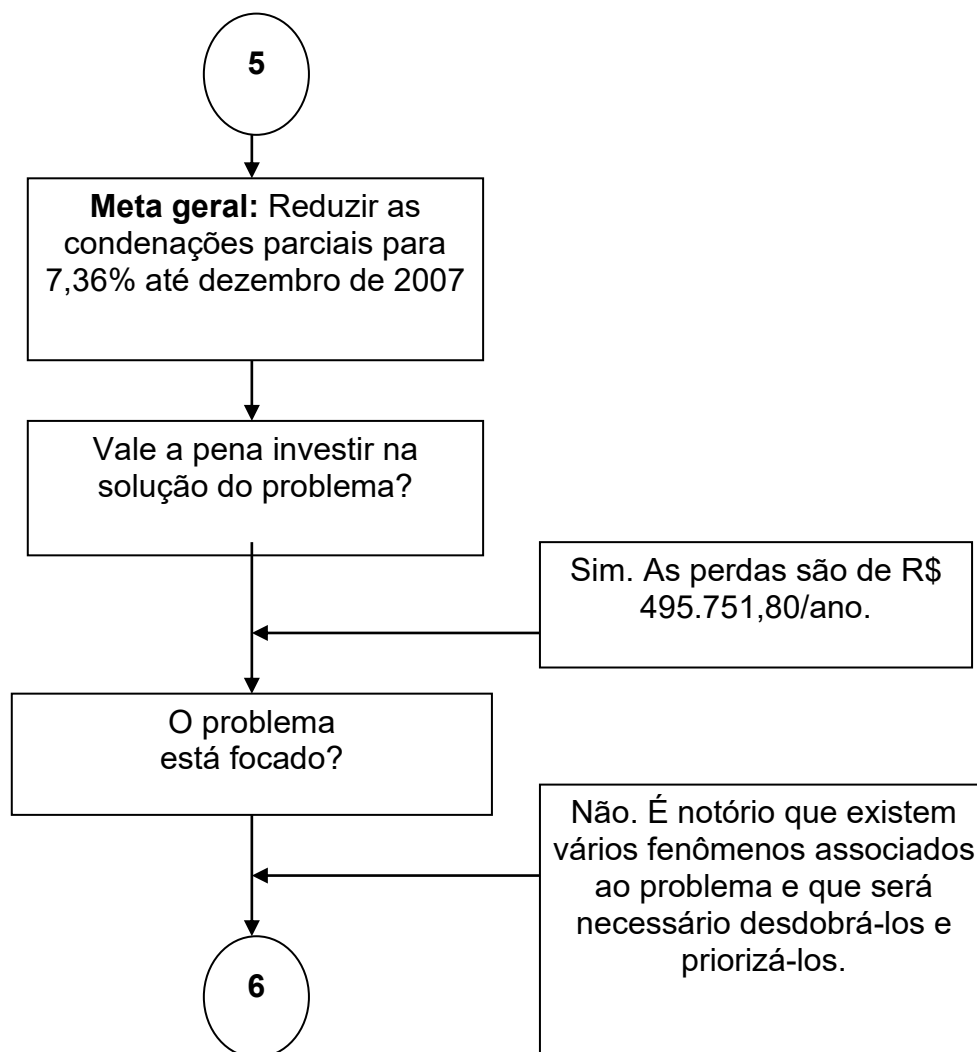 5
Meta geral: Reduzir as
condenações parciais para
7,36% até dezembro de 2007
Vale a pena investir na
solução do problema?
Sim. As perdas são de R$
495.751,80/ano.
O problema
está focado?
Não. É notório que existem
vários fenômenos associados
ao problema e que será
necessário desdobrá-los e
priorizá-los.
6